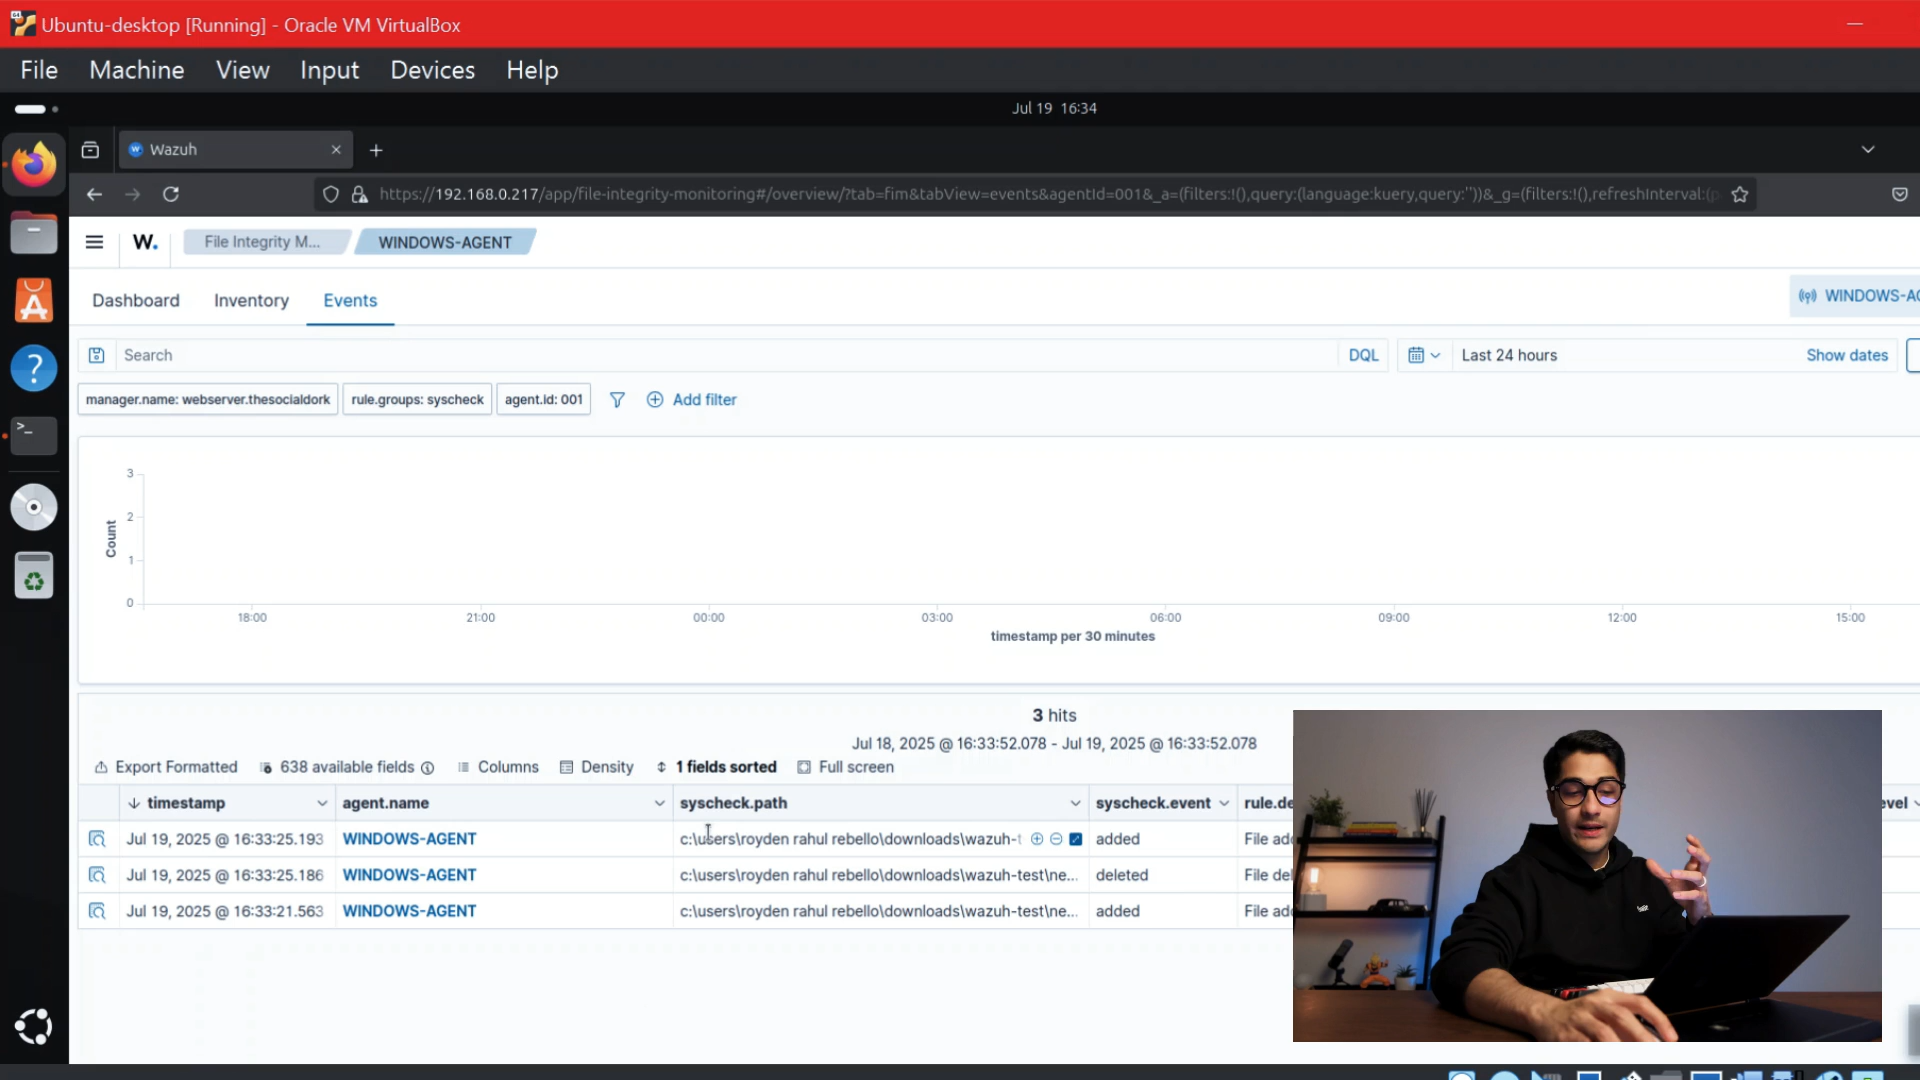 Ubuntu-desktop [Running] - Oracle VM VirtualBox
File Machine View Input Devices Help
Jul 19 16:34
Wazuh
https://192.168.0.217/app/file-integrity-monitoring#/overview/?tab=fim&tabView=events&agentId=001&_a=(filters:!(),query:(language:kuery,query:''))&_g=(filters:!(),refreshInterval:(p
W. File Integrity M... WINDOWS-AGENT
Dashboard Inventory Events
WINDOWS-AG
Search DQL Last 24 hours Show dates
manager.name: webserver.thesocialdork rule.groups: syscheck agent.id: 001 Add filter
3
2
1
0
Count
18:00 21:00 00:00 03:00 06:00 09:00 12:00 15:00
timestamp per 30 minutes
3 hits
Jul 18, 2025 @ 16:33:52.078 - Jul 19, 2025 @ 16:33:52.078
Export Formatted 638 available fields Columns Density 1 fields sorted Full screen
timestamp agent.name syscheck.path syscheck.event rule.de evel
Jul 19, 2025 @ 16:33:25.193 WINDOWS-AGENT c:\users\royden rahul rebello\downloads\wazuh-t added File adc
Jul 19, 2025 @ 16:33:25.186 WINDOWS-AGENT c:\users\royden rahul rebello\downloads\wazuh-test\ne... deleted File del
Jul 19, 2025 @ 16:33:21.563 WINDOWS-AGENT c:\users\royden rahul rebello\downloads\wazuh-test\ne... added File adc